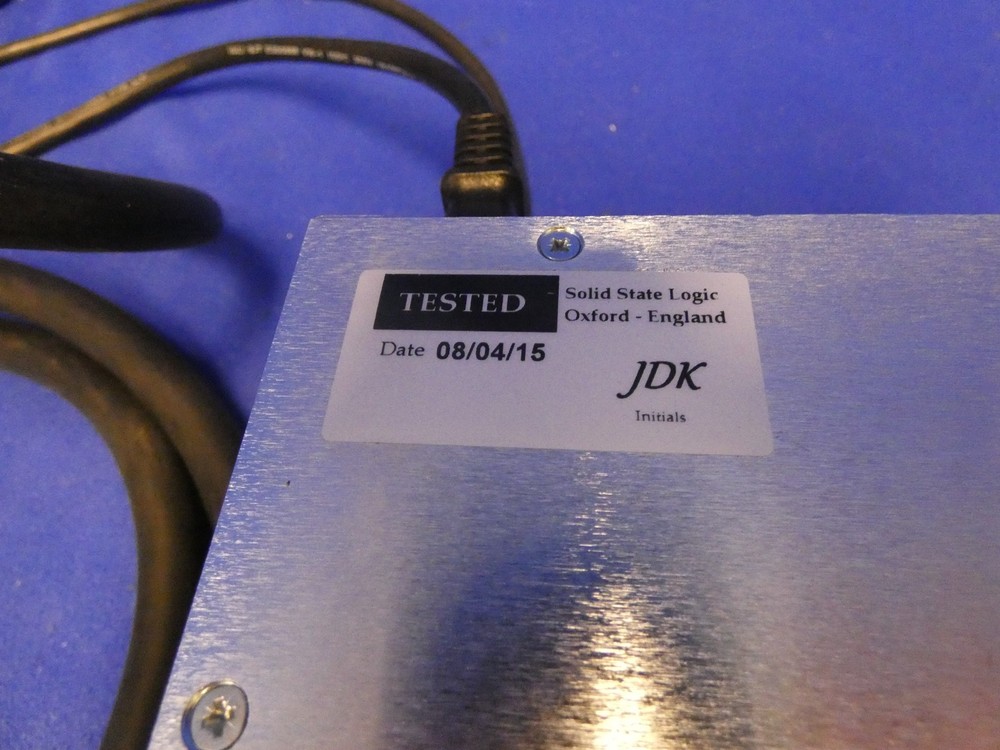 TESTED
Solid State Logic
Oxford - England
Date 08/04/15
JDK
Initials